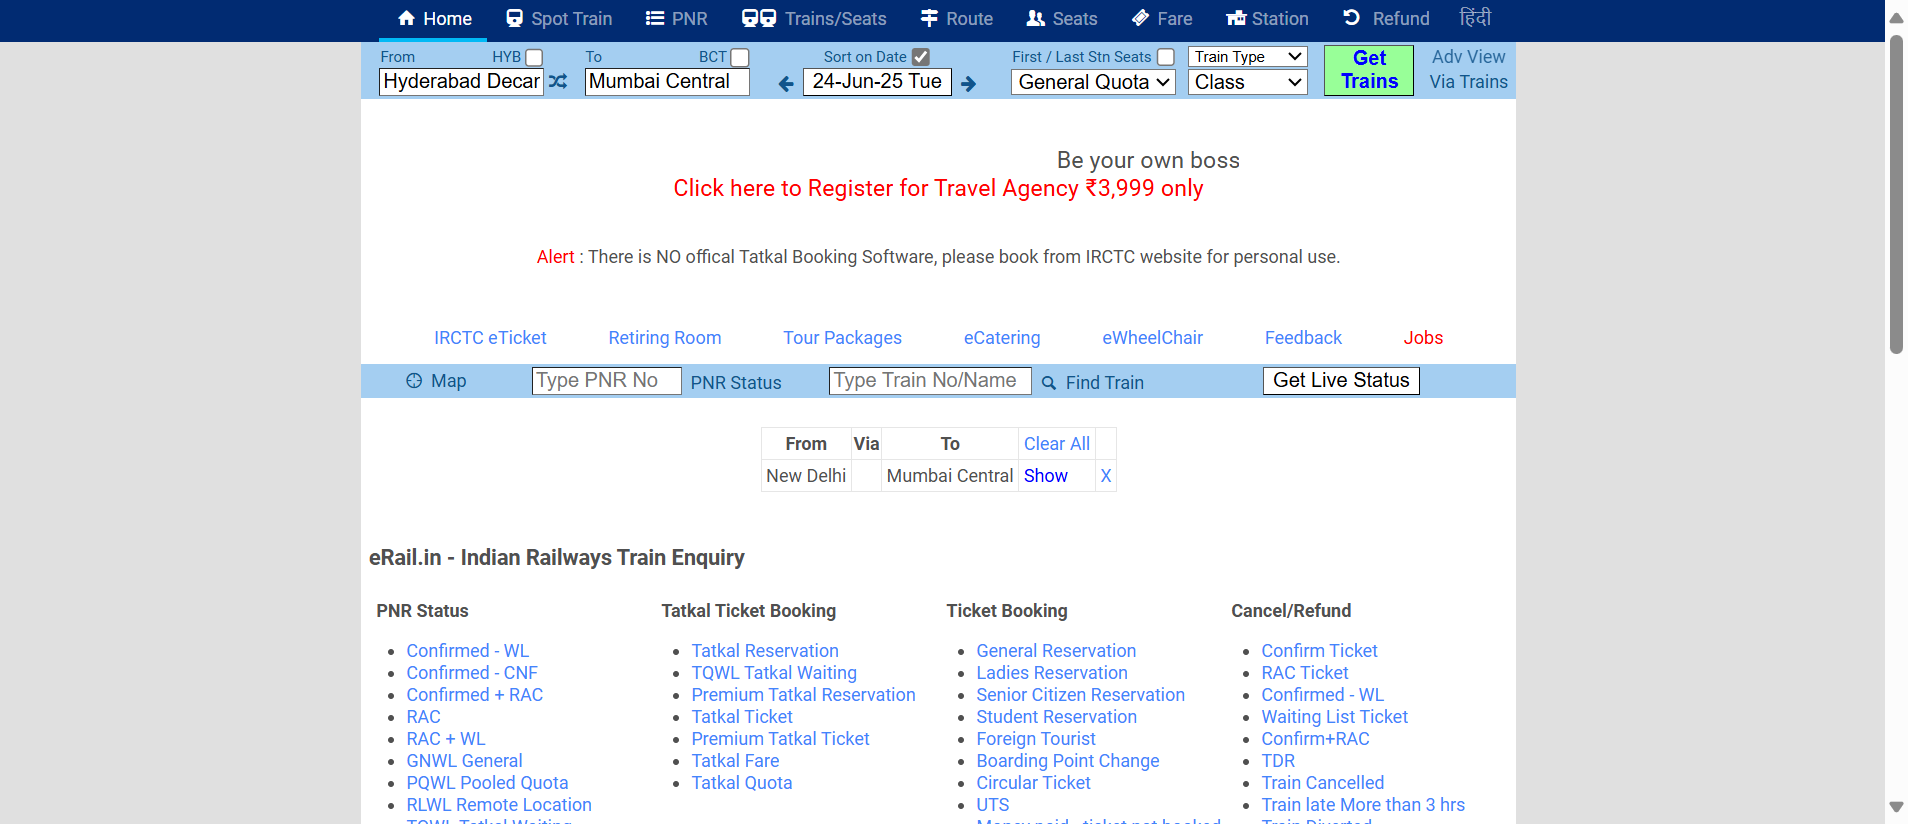 Home Spot Train PNR Trains/Seats Route Seats Fare Station Refund हिंदी
From HYB To BCT Sort on Date First / Last Stn Seats Train Type Get Trains Adv View
Hyderabad Decan Mumbai Central 24-Jun-25 Tue General Quota Class Via Trains
Be your own boss
Click here to Register for Travel Agency ₹3,999 only
Alert : There is NO offical Tatkal Booking Software, please book from IRCTC website for personal use.
IRCTC eTicket Retiring Room Tour Packages eCatering eWheelChair Feedback Jobs
Map Type PNR No PNR Status Type Train No/Name Find Train Get Live Status
From Via To Clear All
New Delhi Mumbai Central Show X
eRail.in - Indian Railways Train Enquiry
PNR Status Tatkal Ticket Booking Ticket Booking Cancel/Refund
Confirmed - WL Tatkal Reservation General Reservation Confirm Ticket
Confirmed - CNF TQWL Tatkal Waiting Ladies Reservation RAC Ticket
Confirmed + RAC Premium Tatkal Reservation Senior Citizen Reservation Confirmed - WL
RAC Tatkal Ticket Student Reservation Waiting List Ticket
RAC + WL Premium Tatkal Ticket Foreign Tourist Confirm+RAC
GNWL General Tatkal Fare Boarding Point Change TDR
PQWL Pooled Quota Tatkal Quota Circular Ticket Train Cancelled
RLWL Remote Location UTS Train late More than 3 hrs